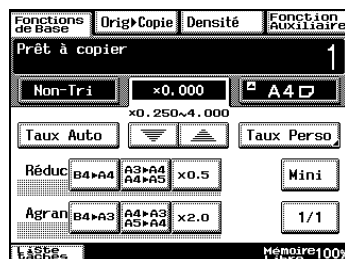 Fonctions de Base
Orig▸Copie
Densité
Fonction Auxiliaire
Prêt à copier
1
Non-Tri
×0.000
A4
×0.250~4.000
Taux Auto
Taux Perso
Réduc
B4▸A4
A3▸A4
A4▸A5
×0.5
Mini
Agran
B4▸A3
A4▸A3
A5▸A4
×2.0
1/1
Liste tâches
Mémoire Libre 100%